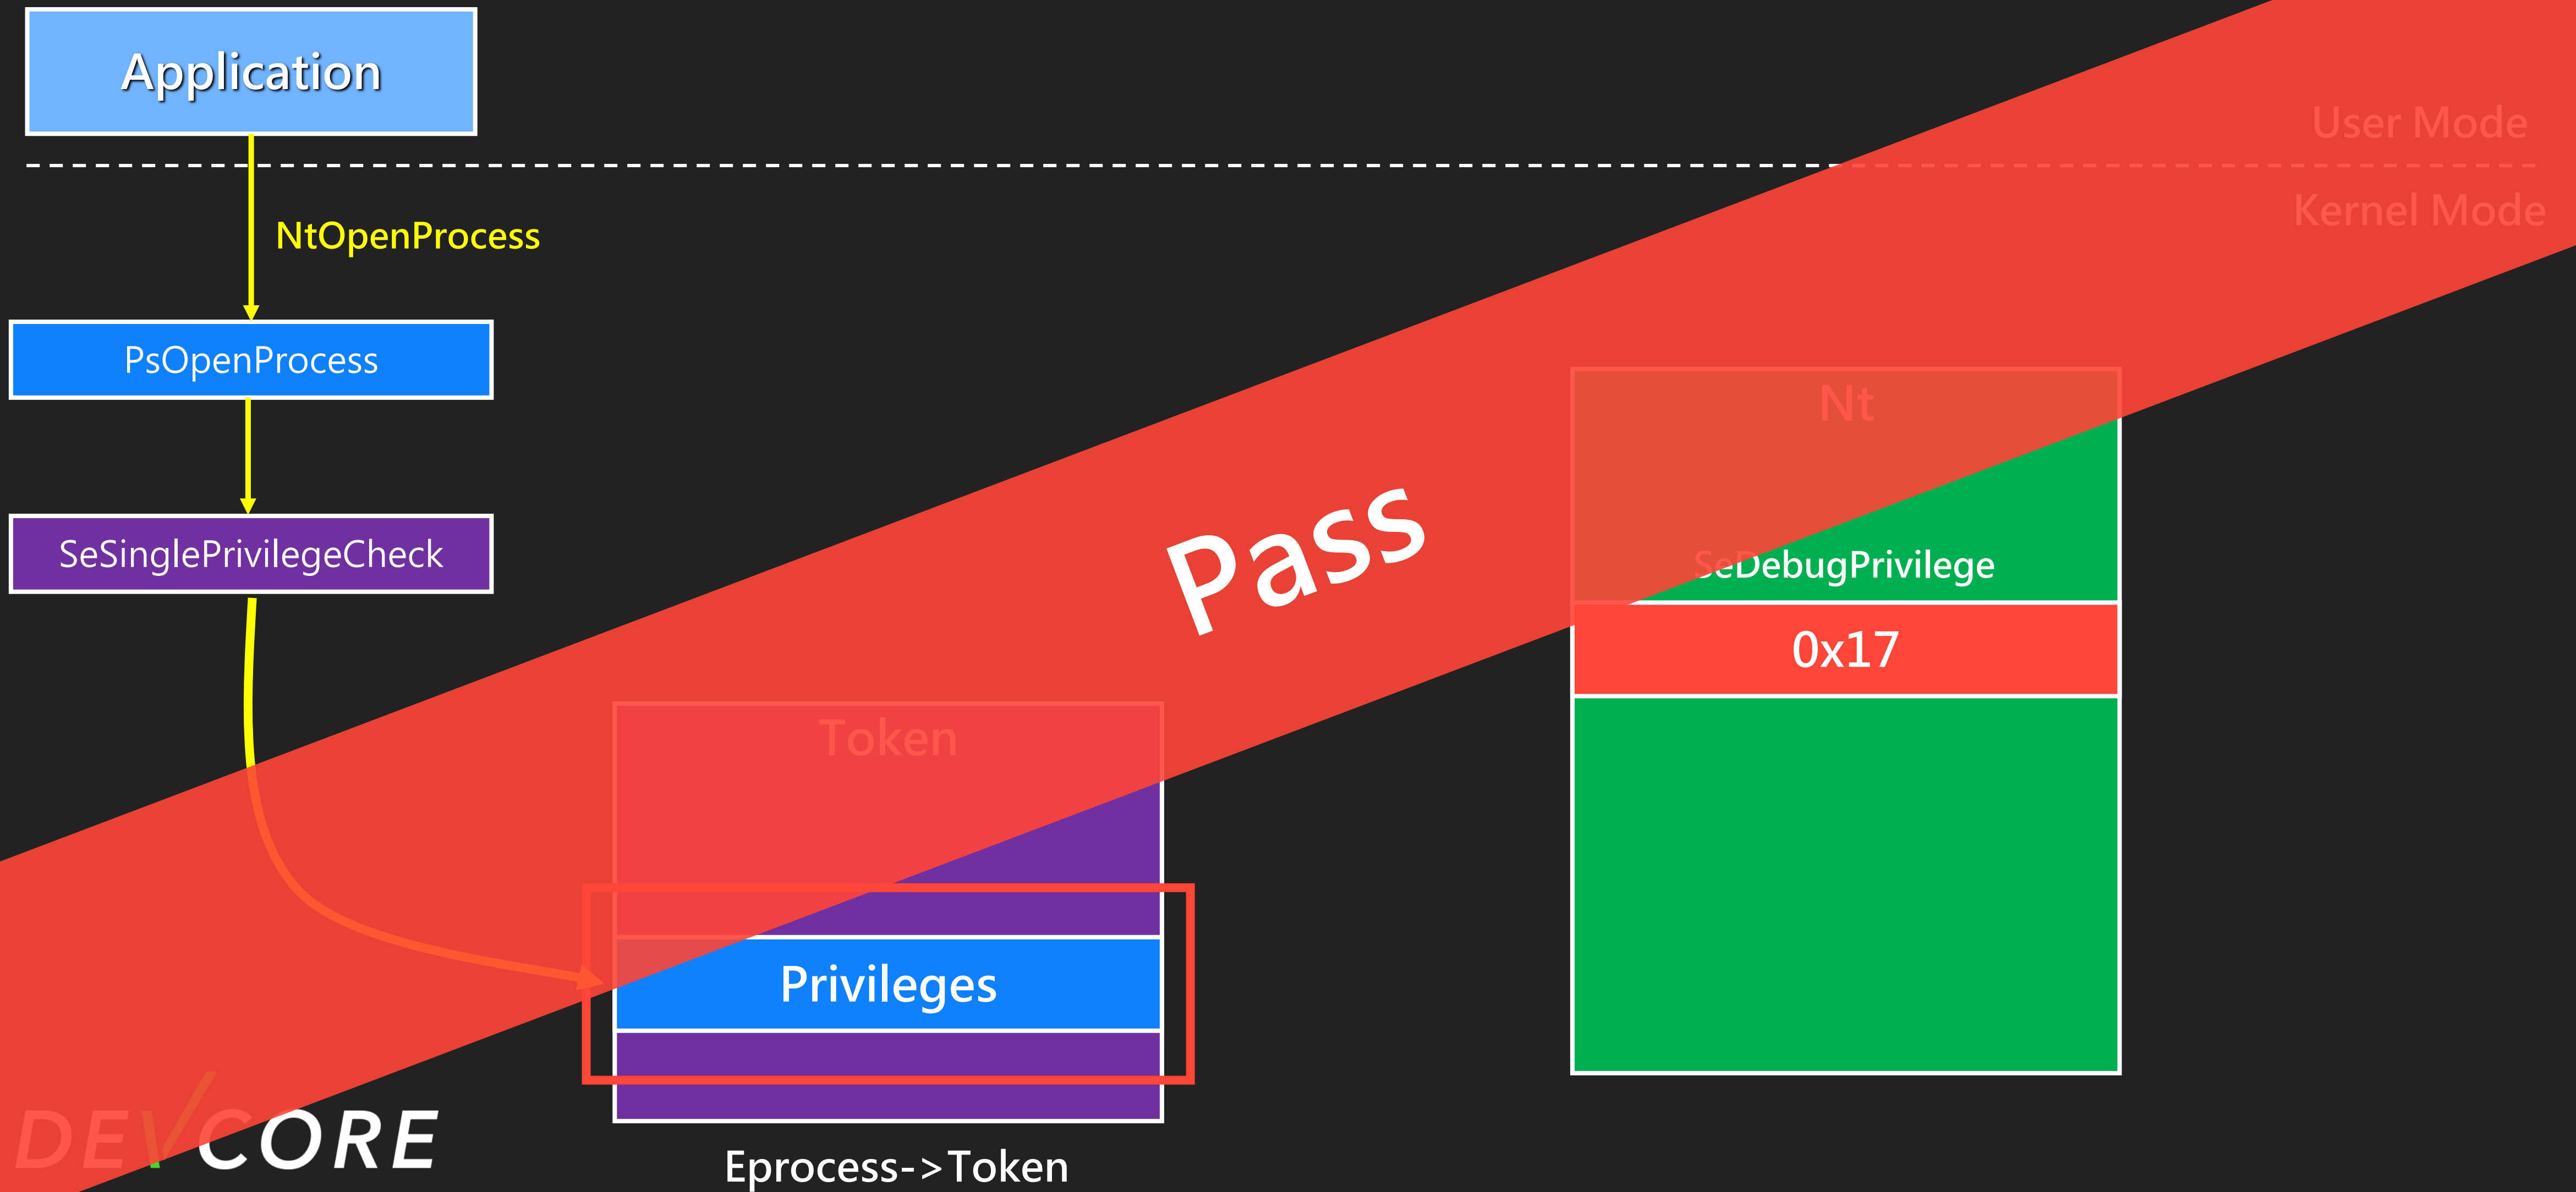 Application
User Mode
Kernel Mode
NtOpenProcess
PsOpenProcess
SeSinglePrivilegeCheck
Pass
Nt
SeDebugPrivilege
0x17
Token
Privileges
Eprocess->Token
DEVCORE